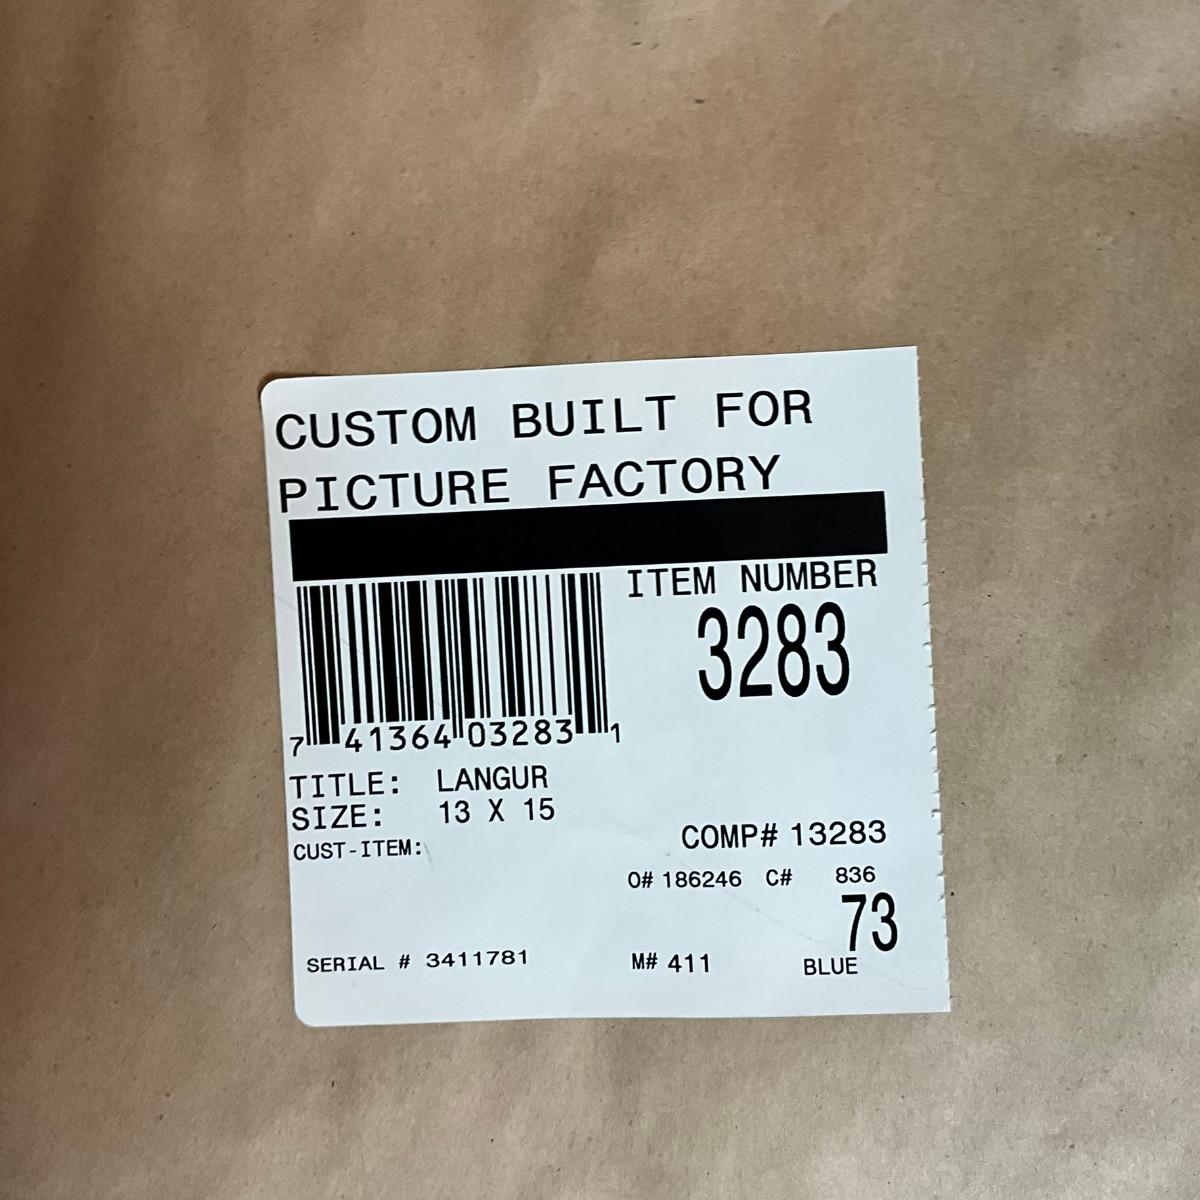 CUSTOM BUILT FOR
PICTURE FACTORY
ITEM NUMBER
3283
7 41364 03283 1
TITLE: LANGUR
SIZE: 13 X 15
CUST-ITEM:
COMP# 13283
O# 186246 C# 836
73
SERIAL # 3411781 M# 411 BLUE